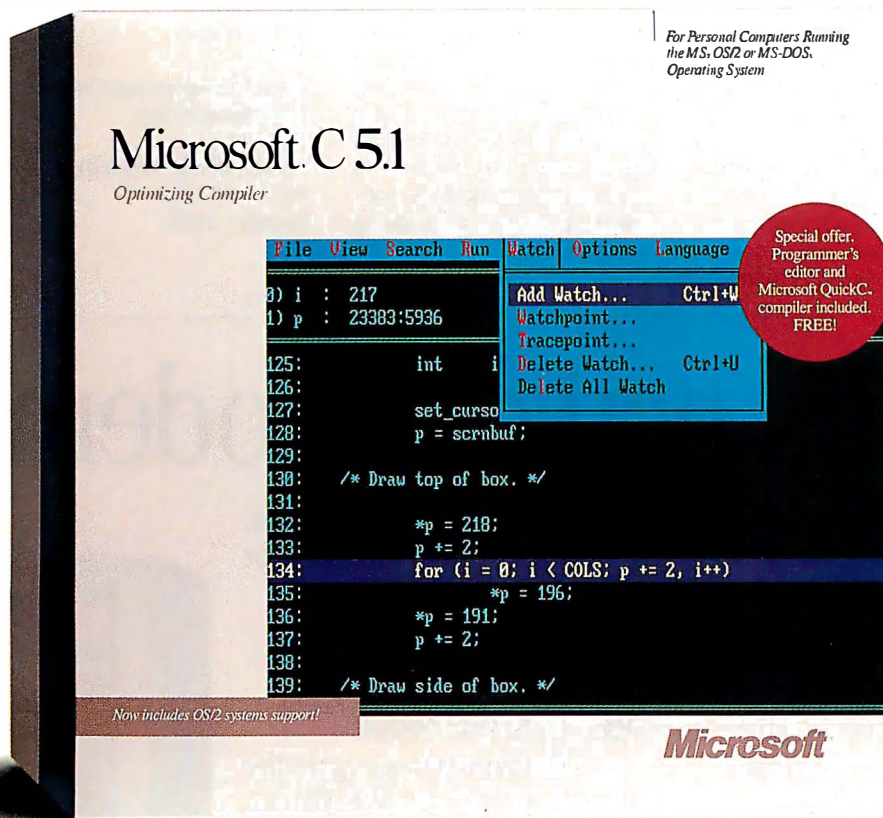 For Personal Computers Running
the MS, OS/2 or MS-DOS,
Operating System
Microsoft. C 5.1
Optimizing Compiler
File View Search Run Watch Options Language
0) i : 217
1) p : 23383:5936
Add Watch... Ctrl+W
Watchpoint...
Tracepoint...
Delete Watch... Ctrl+U
Delete All Watch
Special offer.
Programmer's
editor and
Microsoft QuickC
compiler included.
FREE!
125: int i
126:
127: set_curso
128: p = scrnbuf;
129:
130: /* Draw top of box. */
131:
132: *p = 218;
133: p += 2;
134: for (i = 0; i < COLS; p += 2, i++)
135: *p = 196;
136: *p = 191;
137: p += 2;
138:
139: /* Draw side of box. */
Now includes OS/2 systems support!
Microsoft